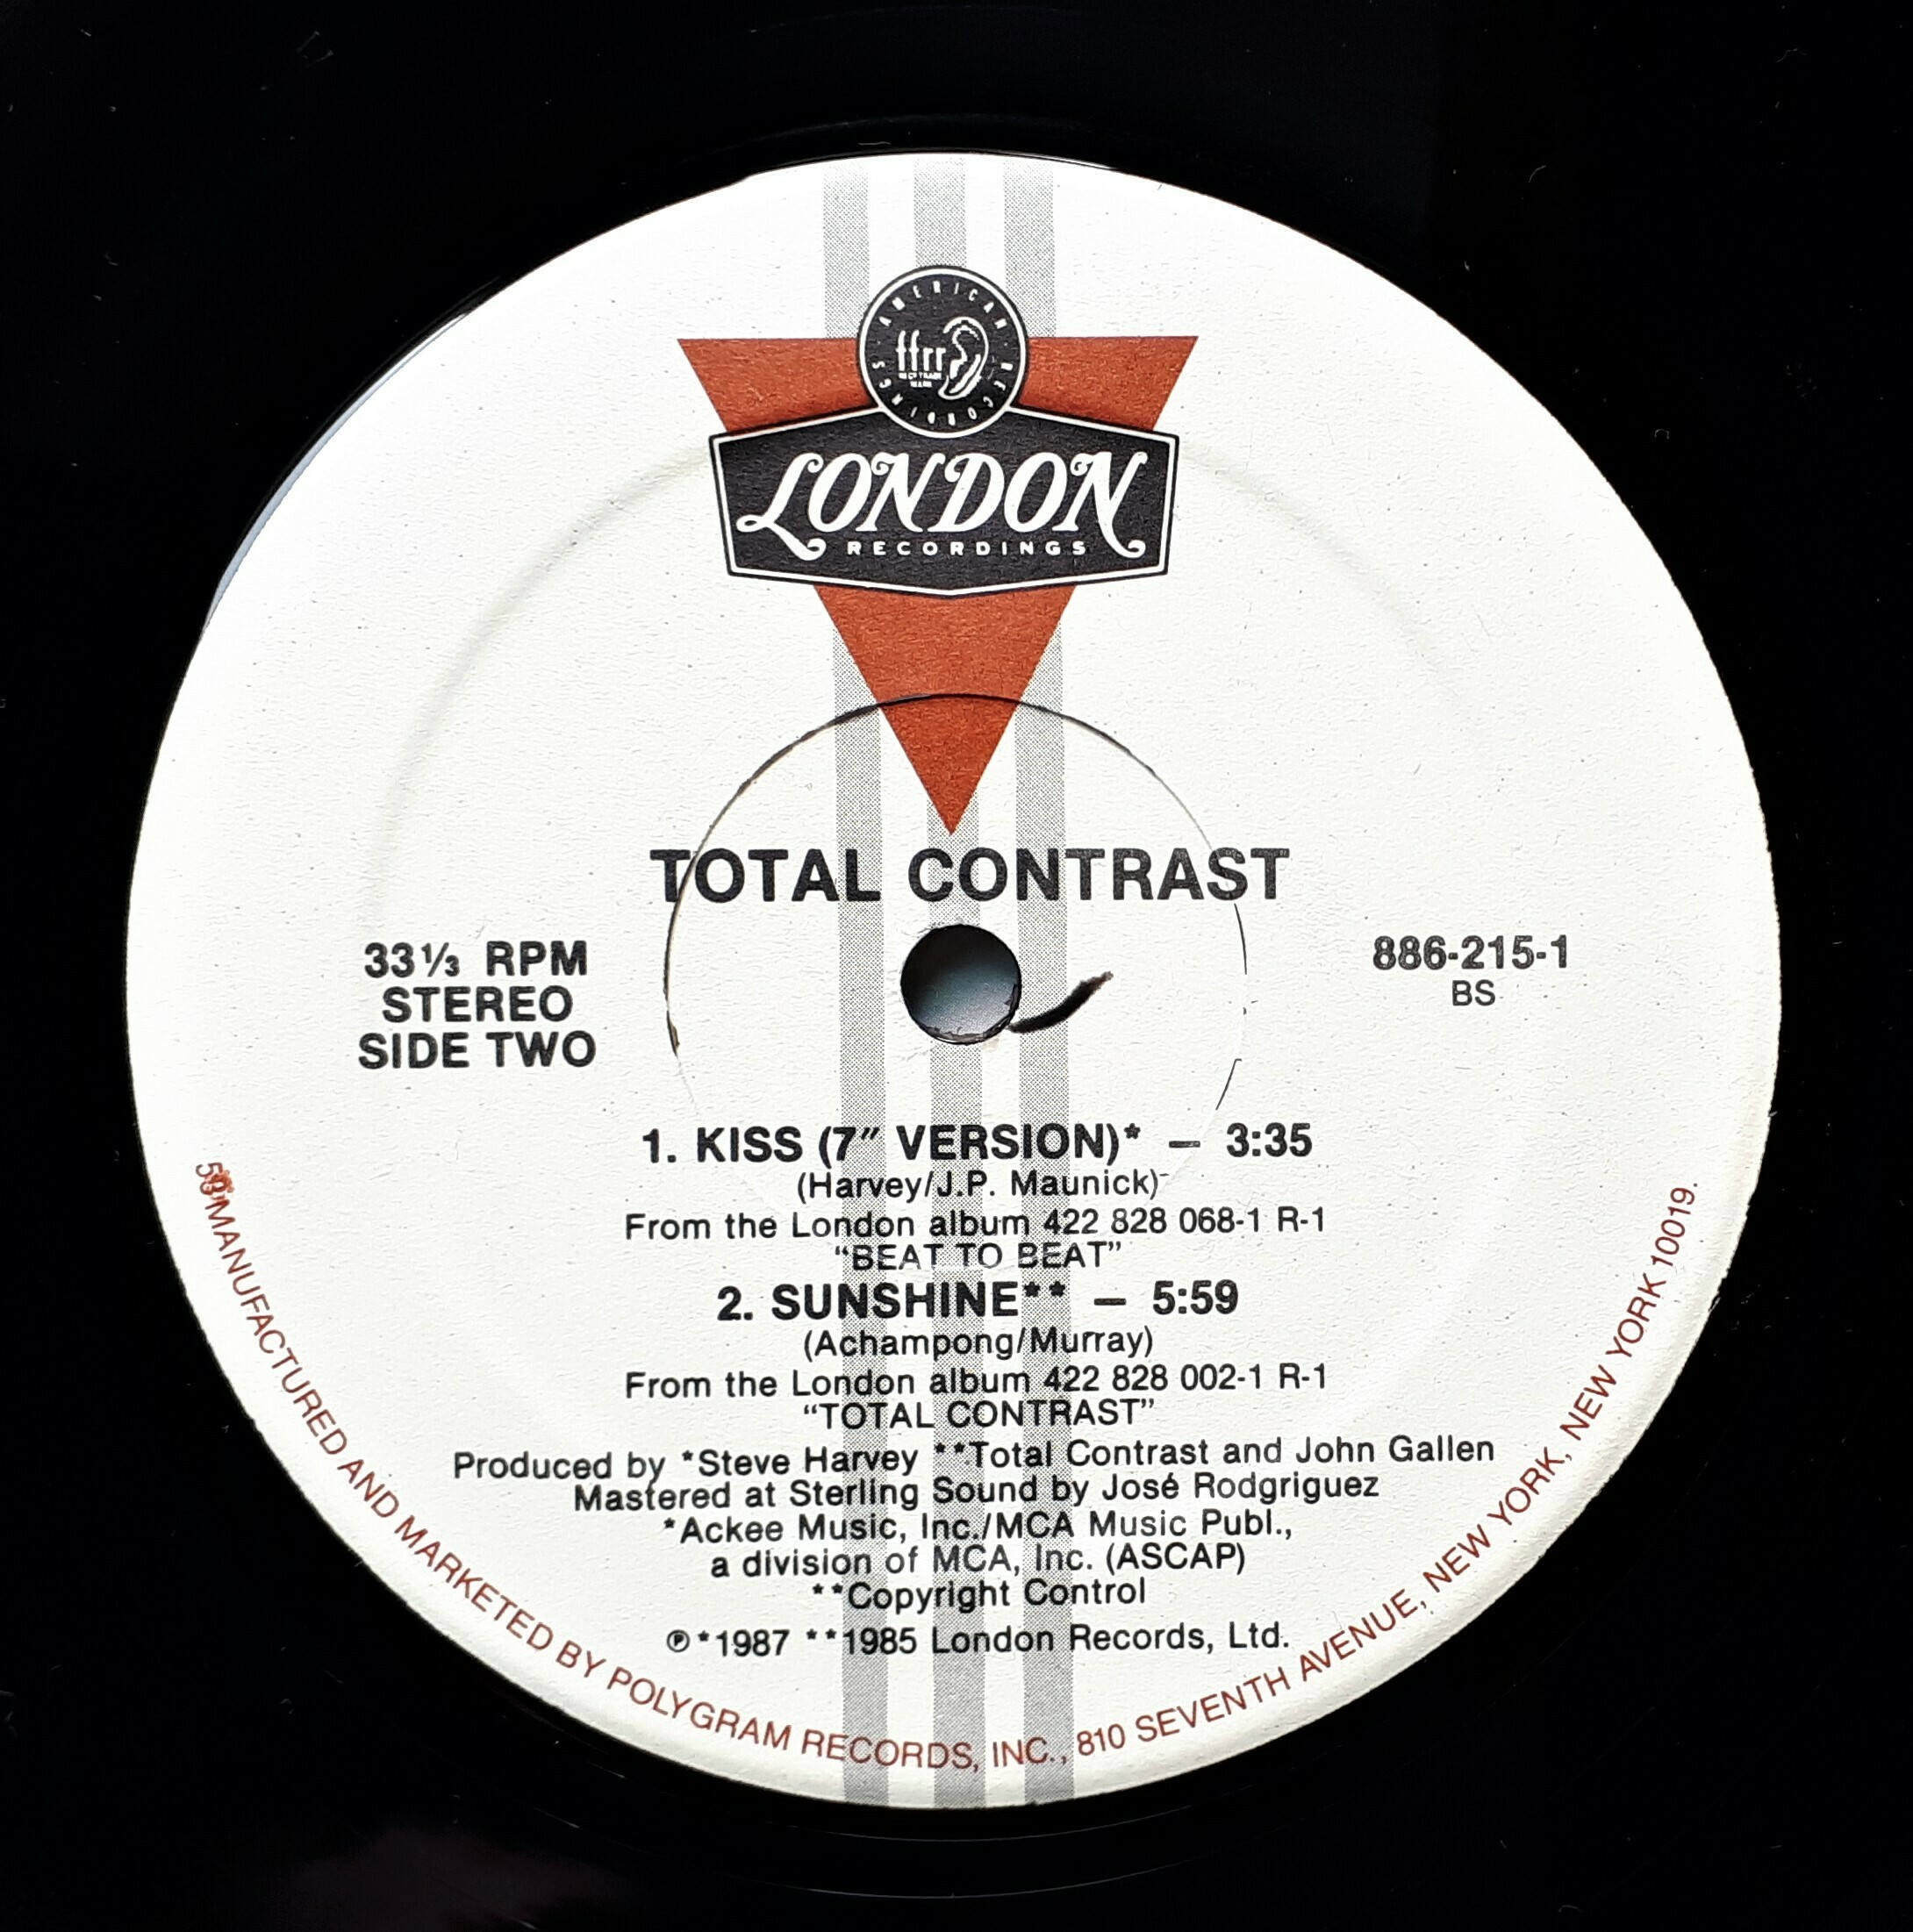 AMERICAN RECORDINGS
ffrr
LONDON
RECORDINGS
TOTAL CONTRAST
33⅓ RPM
STEREO
SIDE TWO
886-215-1
BS
1. KISS (7″ VERSION)* – 3:35
(Harvey/J.P. Maunick)
From the London album 422 828 068-1 R-1
“BEAT TO BEAT”
2. SUNSHINE** – 5:59
(Achampong/Murray)
From the London album 422 828 002-1 R-1
“TOTAL CONTRAST”
Produced by *Steve Harvey **Total Contrast and John Gallen
Mastered at Sterling Sound by José Rodgriguez
*Ackee Music, Inc./MCA Music Publ.,
a division of MCA, Inc. (ASCAP)
**Copyright Control
℗*1987 **1985 London Records, Ltd.
MANUFACTURED AND MARKETED BY POLYGRAM RECORDS, INC., 810 SEVENTH AVENUE, NEW YORK, NEW YORK 10019.